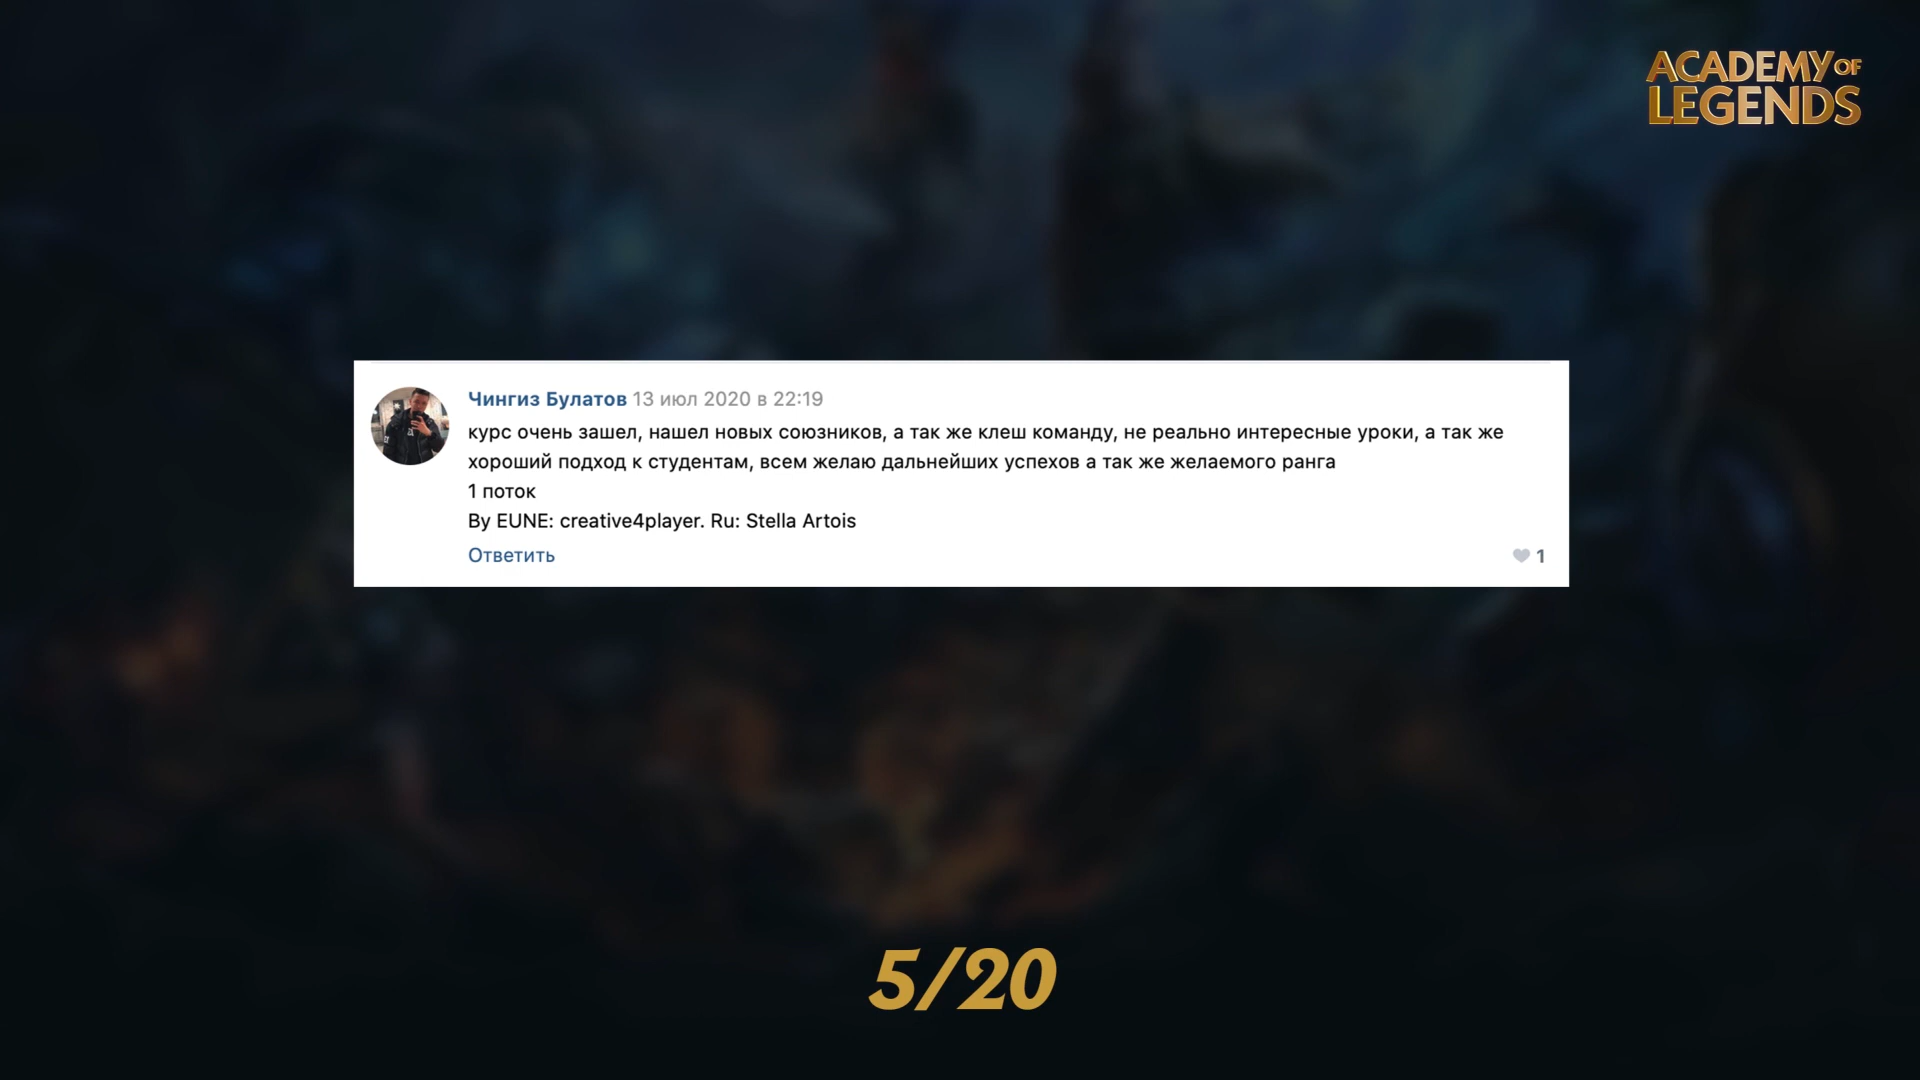 ACADEMY OF
LEGENDS
Чингиз Булатов 13 июл 2020 в 22:19
курс очень зашел, нашел новых союзников, а так же клеш команду, не реально интересные уроки, а так же
хороший подход к студентам, всем желаю дальнейших успехов а так же желаемого ранга
1 поток
By EUNE: creative4player. Ru: Stella Artois
Ответить
1
5/20